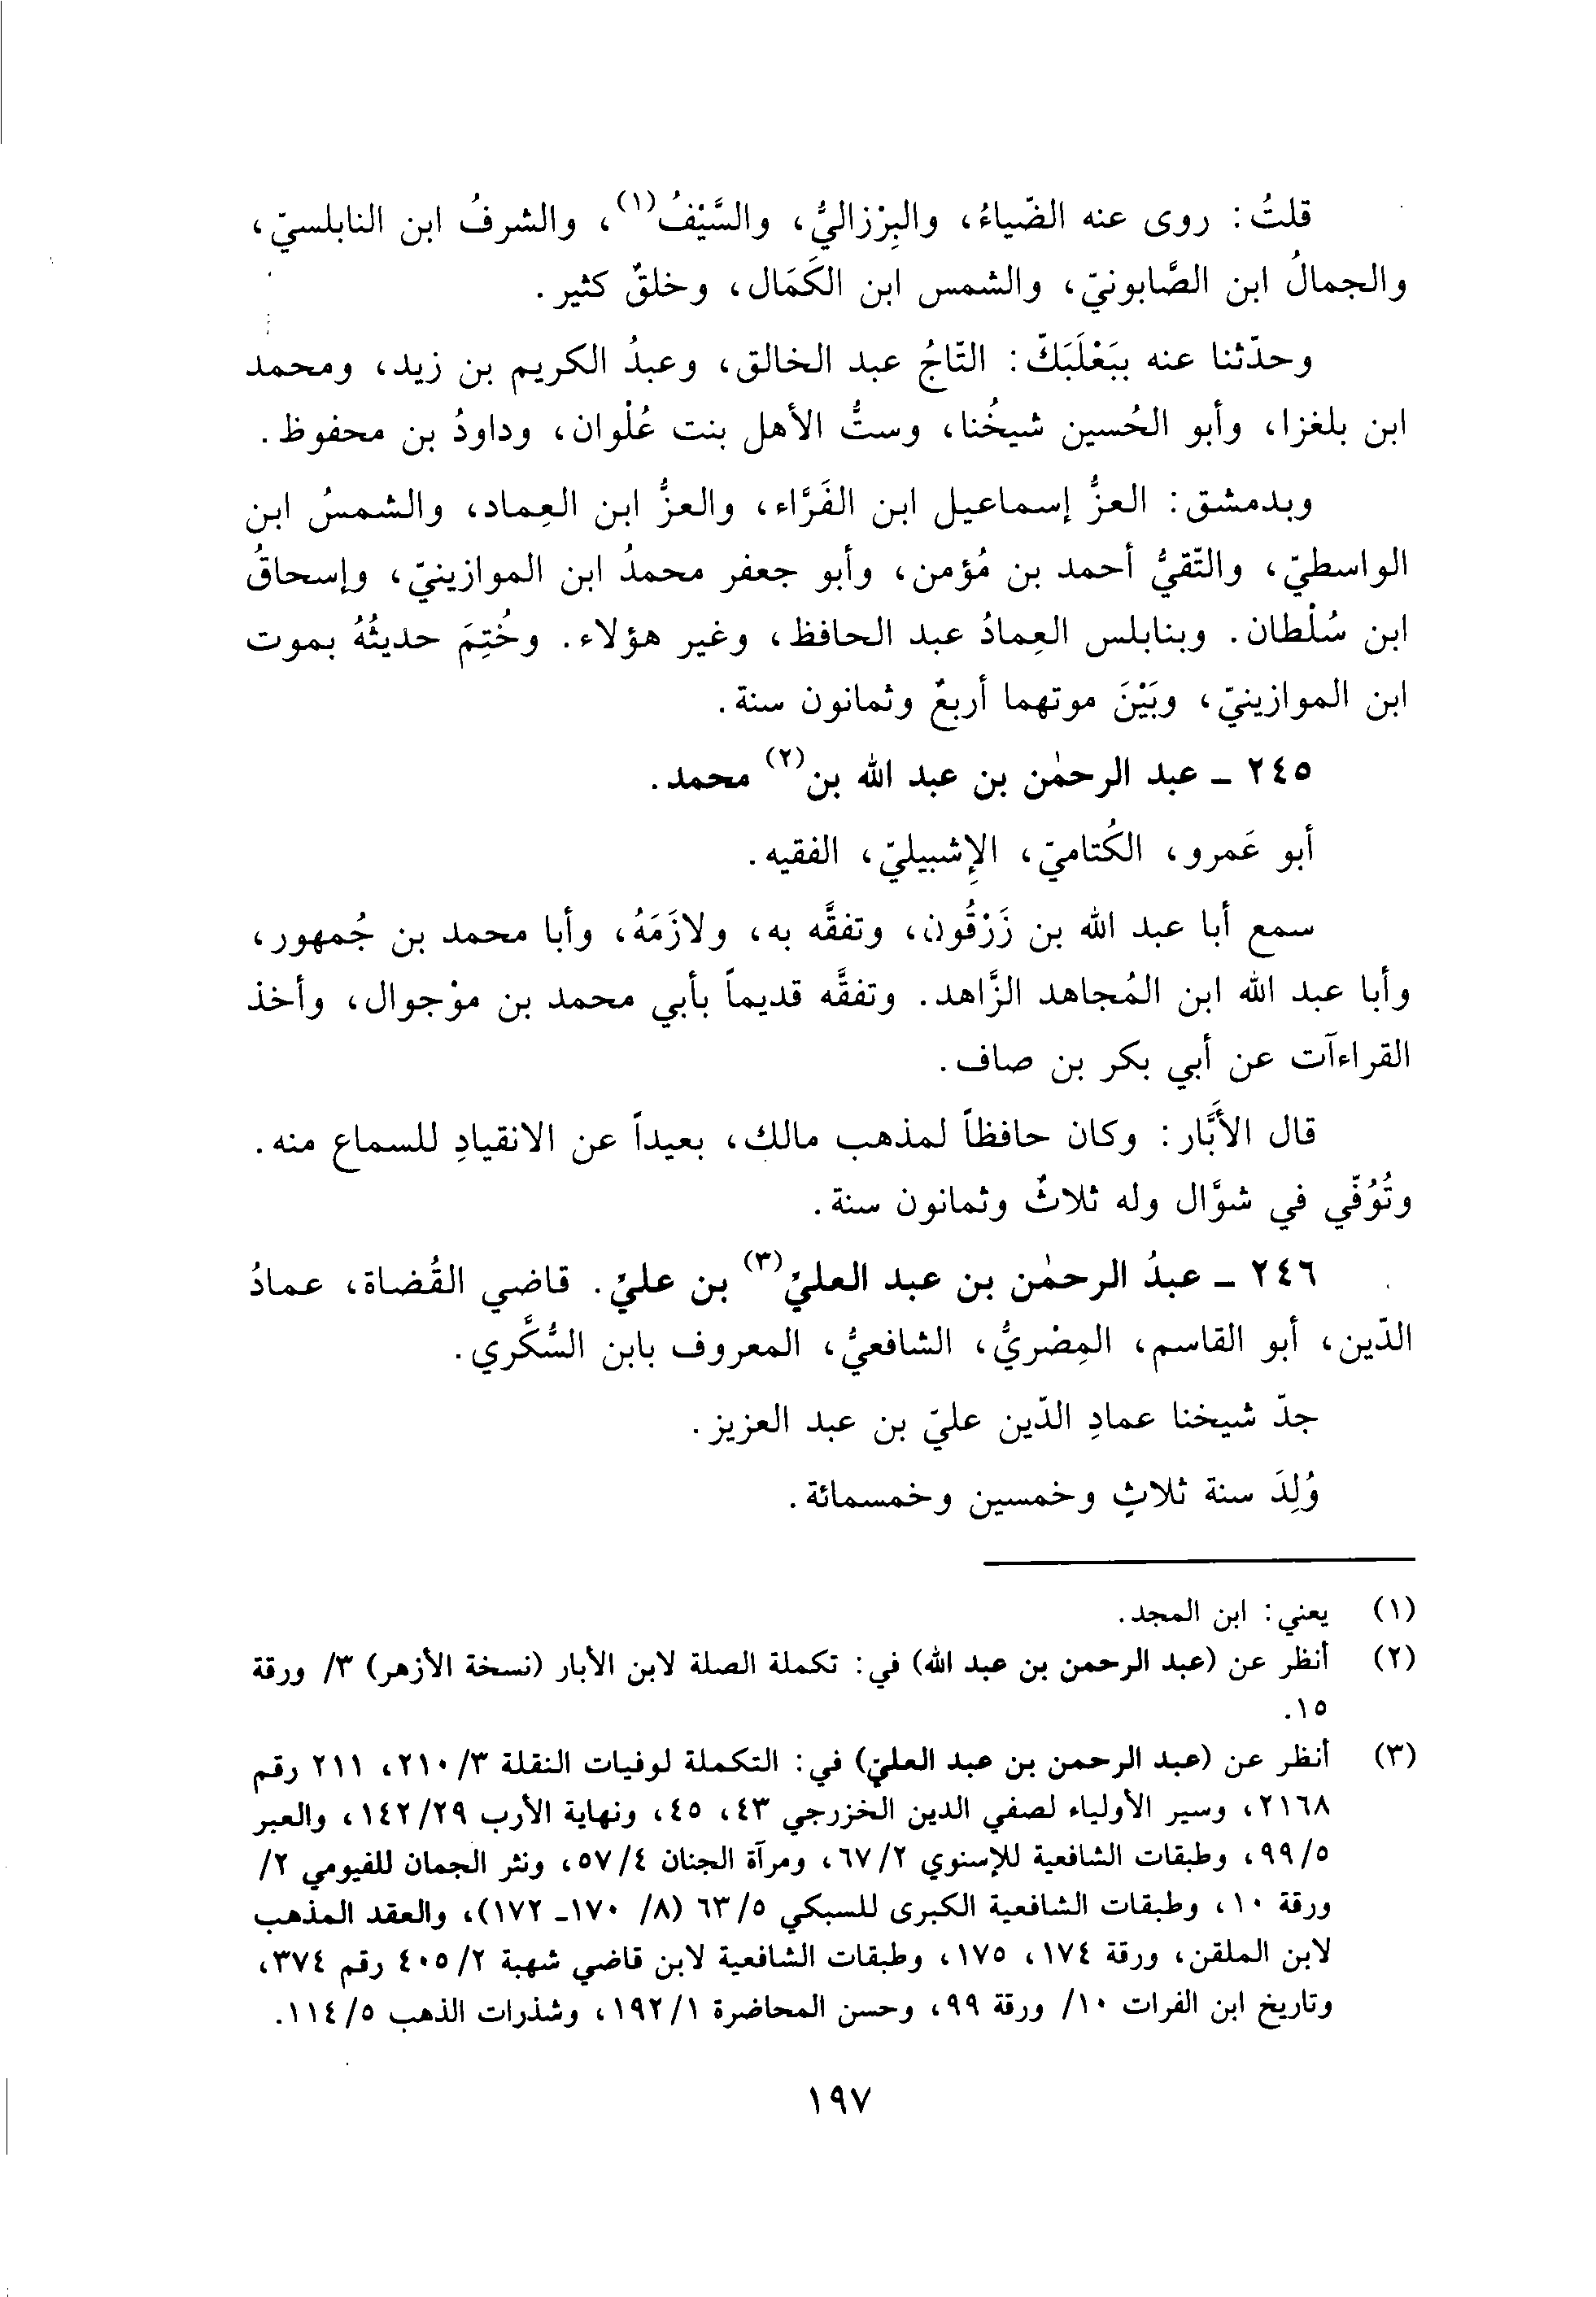 قلتُ: روى عنه الضّياءُ، والبِرْزاليُّ، والسَّيْفُ(١)، والشرفُ ابن النابلسيّ،
والجمالُ ابن الصَّابونيّ، والشمس ابن الكَمَال، وخلقٌ كثير.
وحدّثنا عنه ببَعْلَبَكّ: التّاجُ عبد الخالق، وعبدُ الكريم بن زيد، ومحمد
ابن بلغزا، وأبو الحُسين شيخُنا، وستُّ الأهل بنت عُلْوان، وداودُ بن محفوظ.
وبدمشق: العزُّ إسماعيل ابن الفَرَّاء، والعزُّ ابن العِماد، والشمسُ ابن
الواسطيّ، والتّقيُّ أحمد بن مُؤمن، وأبو جعفر محمدُ ابن الموازينيّ، وإسحاقُ
ابن سُلْطان. وبنابلس العِمادُ عبد الحافظ، وغير هؤلاء. وخُتِمَ حديثُهُ بموت
ابن الموازينيّ، وبَيْنَ موتهما أربعٌ وثمانون سنة.
٢٤٥ ـ عبد الرحمٰن بن عبد الله بن(٢) محمد.
أبو عَمرو، الكُتاميّ، الإِشبيليّ، الفقيه.
سمع أبا عبد الله بن زَرْقُون، وتفقَّه به، ولازَمَهُ، وأبا محمد بن جُمهور،
وأبا عبد الله ابن المُجاهد الزَّاهد. وتفقَّه قديماً بأبي محمد بن موْجوال، وأخذ
القراءآت عن أبي بكر بن صاف.
قال الأبَّار: وكان حافظاً لمذهب مالك، بعيداً عن الانقيادِ للسماع منه.
وتُوُفّي في شوَّال وله ثلاثٌ وثمانون سنة.
٢٤٦ ـ عبدُ الرحمٰن بن عبد العليّ(٣) بن عليّ. قاضي القُضاة، عمادُ
الدّين، أبو القاسم، المِصْريُّ، الشافعيُّ، المعروف بابن السُّكَّري.
جدّ شيخنا عمادِ الدّين عليّ بن عبد العزيز.
وُلِدَ سنة ثلاثٍ وخمسين وخمسمائة.
(١) يعني: ابن المجد.
(٢) أنظر عن (عبد الرحمن بن عبد الله) في: تكملة الصلة لابن الأبار (نسخة الأزهر) ٣/ ورقة
١٥.
(٣) أنظر عن (عبد الرحمن بن عبد العليّ) في: التكملة لوفيات النقلة ٣/٢١٠، ٢١١ رقم
٢١٦٨، وسير الأولياء لصفي الدين الخزرجي ٤٣، ٤٥، ونهاية الأرب ٢٩/١٤٢، والعبر
٥/٩٩، وطبقات الشافعية للإسنوي ٢/٦٧، ومرآة الجنان ٤/٥٧، ونثر الجمان للفيومي ٢/
ورقة ١٠، وطبقات الشافعية الكبرى للسبكي ٥/٦٣ (٨/ ١٧٠ـ ١٧٢)، والعقد المذهب
لابن الملقن، ورقة ١٧٤، ١٧٥، وطبقات الشافعية لابن قاضي شهبة ٢/٤٠٥ رقم ٣٧٤،
وتاريخ ابن الفرات ١٠/ ورقة ٩٩، وحسن المحاضرة ١/١٩٢، وشذرات الذهب ٥/١١٤.
١٩٧